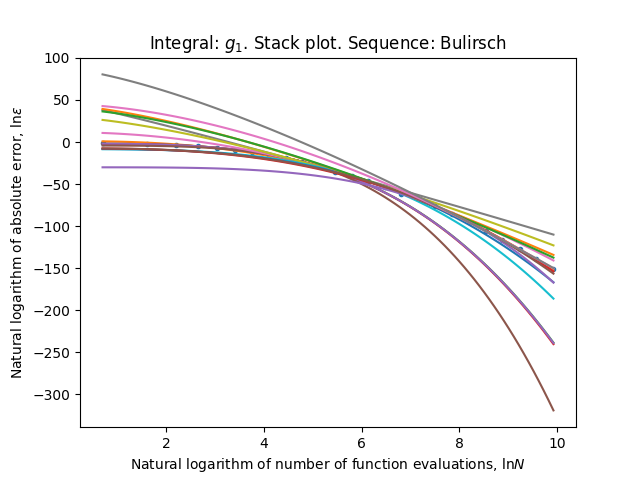 Integral: g₁. Stack plot. Sequence: Bulirsch
Natural logarithm of absolute error, lnε
100
50
0
−50
−100
−150
−200
−250
−300
2 4 6 8 10
Natural logarithm of number of function evaluations, lnN